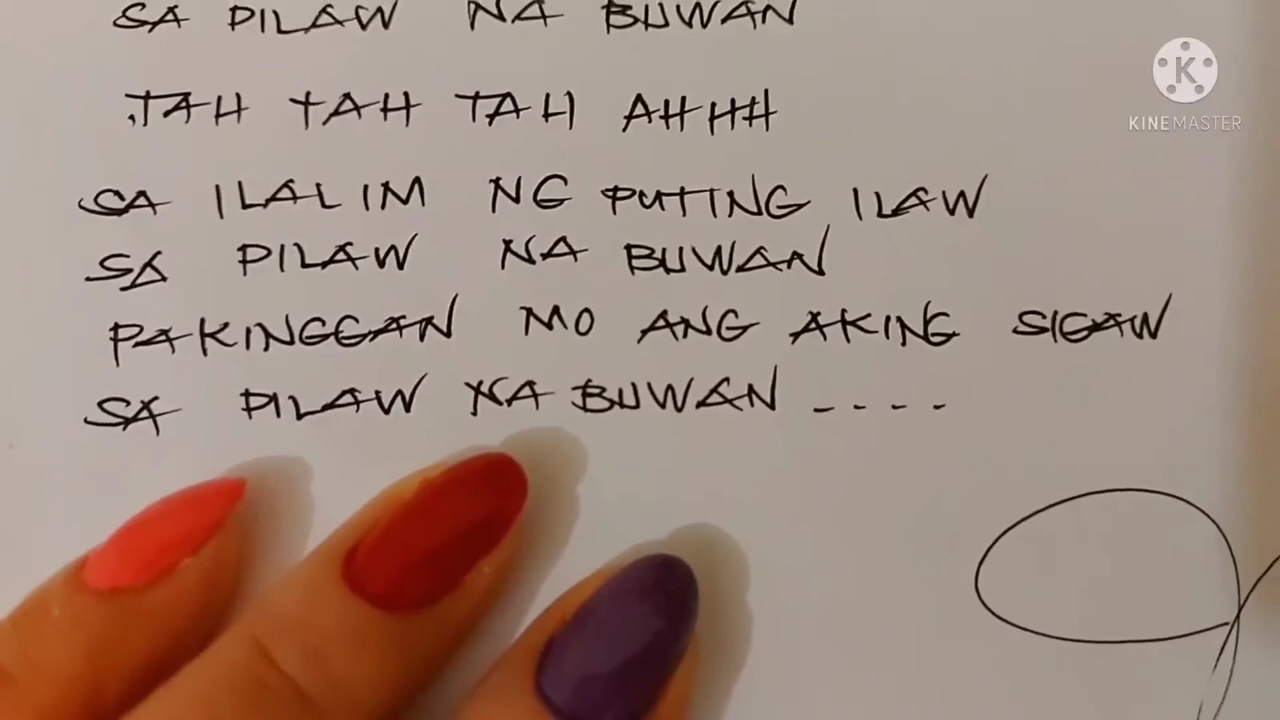 SA PILAW NA BUWAN
K
KINEMASTER
.TAH TAH TAH AHHH
SA ILALIM NG PUTTING ILAW
SA PILAW NA BUWAN
PAKINGGAN MO ANG AKING SIGAW
SA PILAW NA BUWAN ----